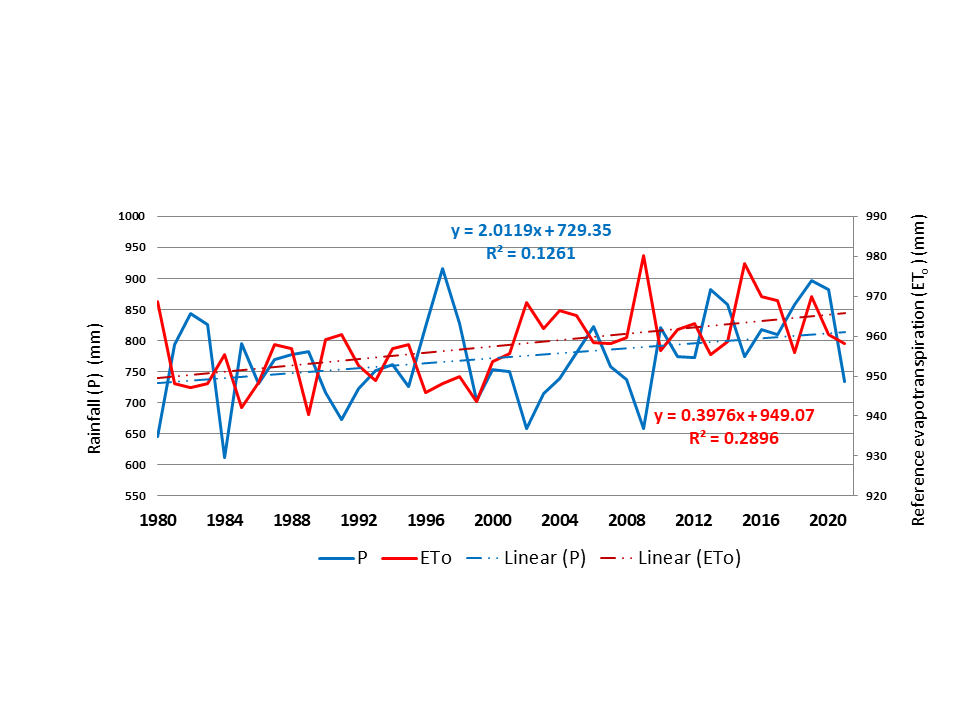 y = 2.0119x + 729.35
R² = 0.1261
Rainfall (P) (mm)
1000
950
900
850
800
750
700
650
600
550
990
980
970
960
950
940
930
920
Reference evapotranspiration (ETₒ ) (mm)
y = 0.3976x + 949.07
R² = 0.2896
1980 1984 1988 1992 1996 2000 2004 2008 2012 2016 2020
P ETo Linear (P) Linear (ETo)